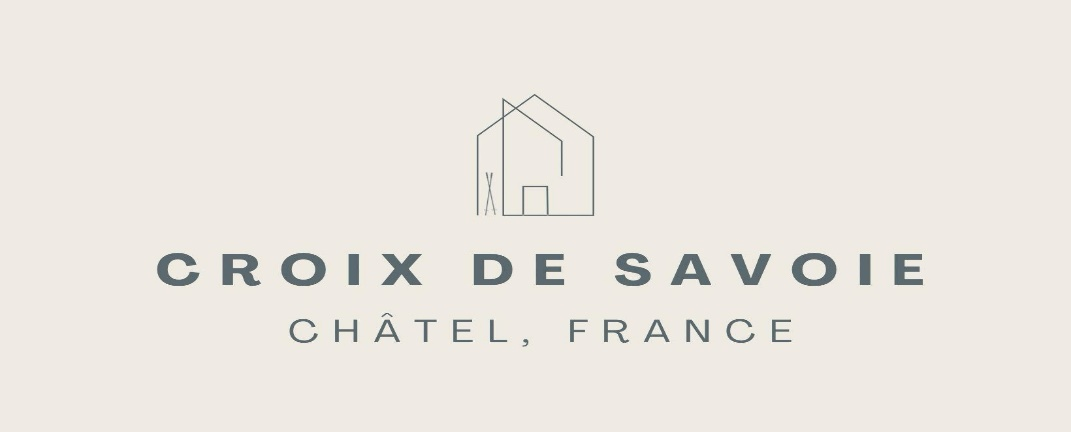 CROIX DE SAVOIE
CHÂTEL, FRANCE